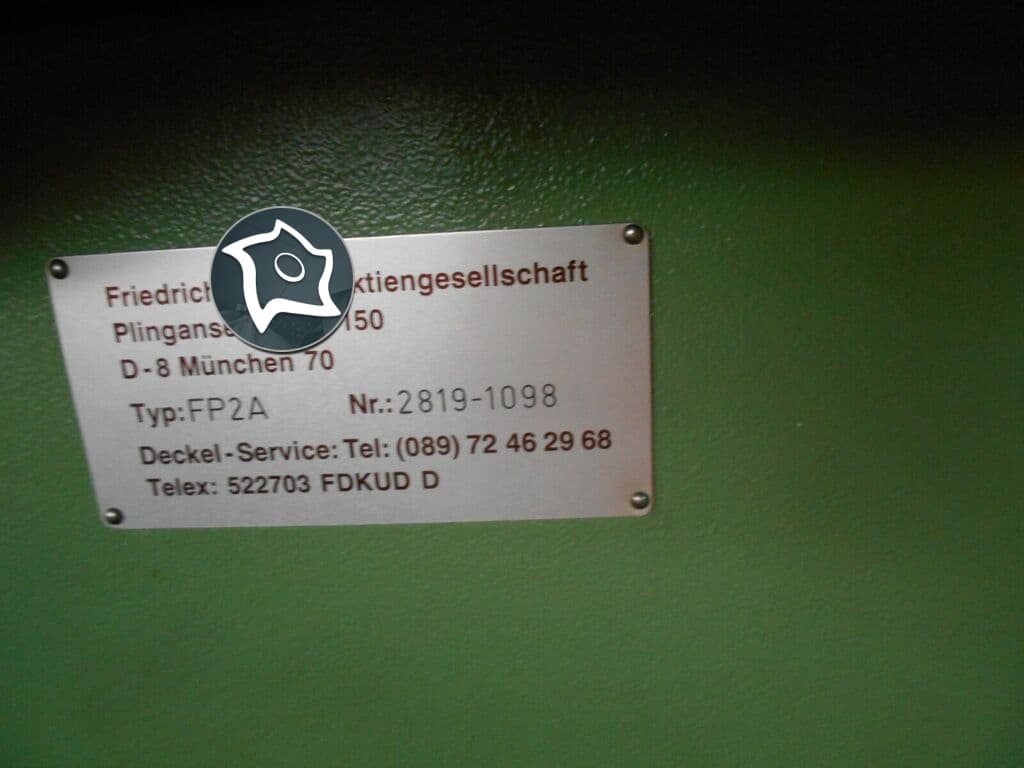 Friedrich ktiengesellschaft
Plinganse 150
D-8 München 70
Typ: FP2A Nr.: 2819-1098
Deckel-Service: Tel: (089) 72 46 29 68
Telex: 522703 FDKUD D